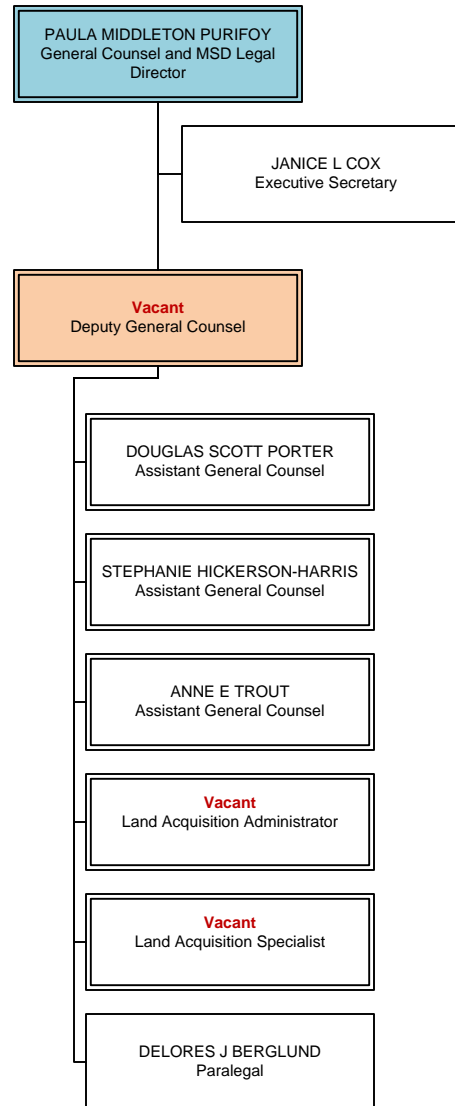 PAULA MIDDLETON PURIFOY
General Counsel and MSD Legal
Director
JANICE L COX
Executive Secretary
Vacant
Deputy General Counsel
DOUGLAS SCOTT PORTER
Assistant General Counsel
STEPHANIE HICKERSON-HARRIS
Assistant General Counsel
ANNE E TROUT
Assistant General Counsel
Vacant
Land Acquisition Administrator
Vacant
Land Acquisition Specialist
DELORES J BERGLUND
Paralegal